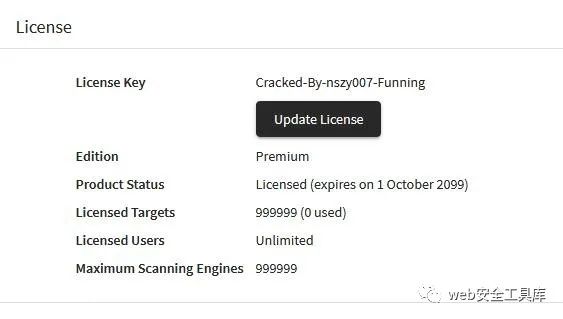 License
License Key Cracked-By-nszy007-Funning
Update License
Edition Premium
Product Status Licensed (expires on 1 October 2099)
Licensed Targets 999999 (0 used)
Licensed Users Unlimited
Maximum Scanning Engines 999999
web安全工具库